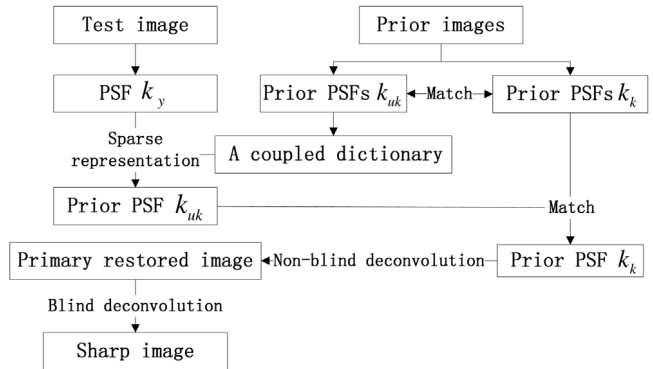 Test image
Prior images
PSF k_y
Prior PSFs k_uk
Match
Prior PSFs k_k
Sparse
representation
A coupled dictionary
Prior PSF k_uk
Match
Primary restored image
Non-blind deconvolution
Prior PSF k_k
Blind deconvolution
Sharp image